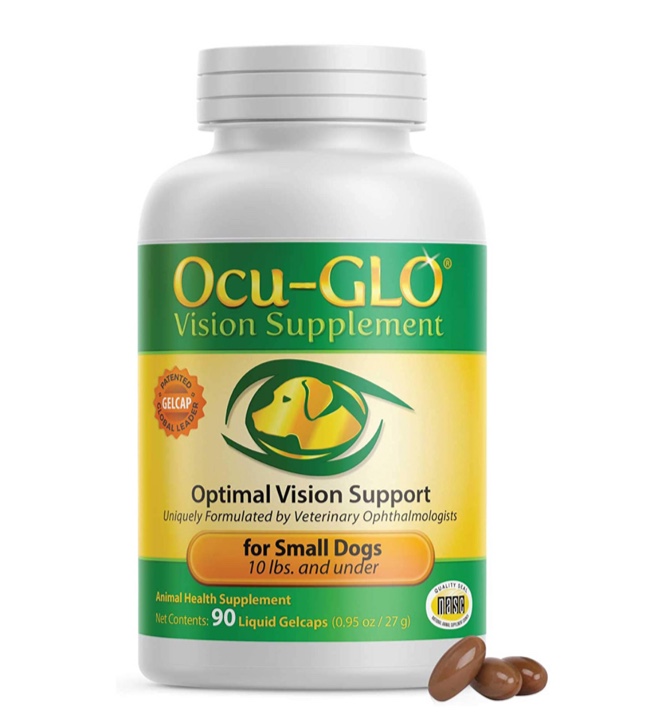 Ocu-GLO®
Vision Supplement
PATENTED
GELCAP
GLOBAL LEADER
Optimal Vision Support
Uniquely Formulated by Veterinary Ophthalmologists
for Small Dogs
10 lbs. and under
Animal Health Supplement
Net Contents: 90 Liquid Gelcaps (0.95 oz / 27 g)
QUALITY SEAL
nasc